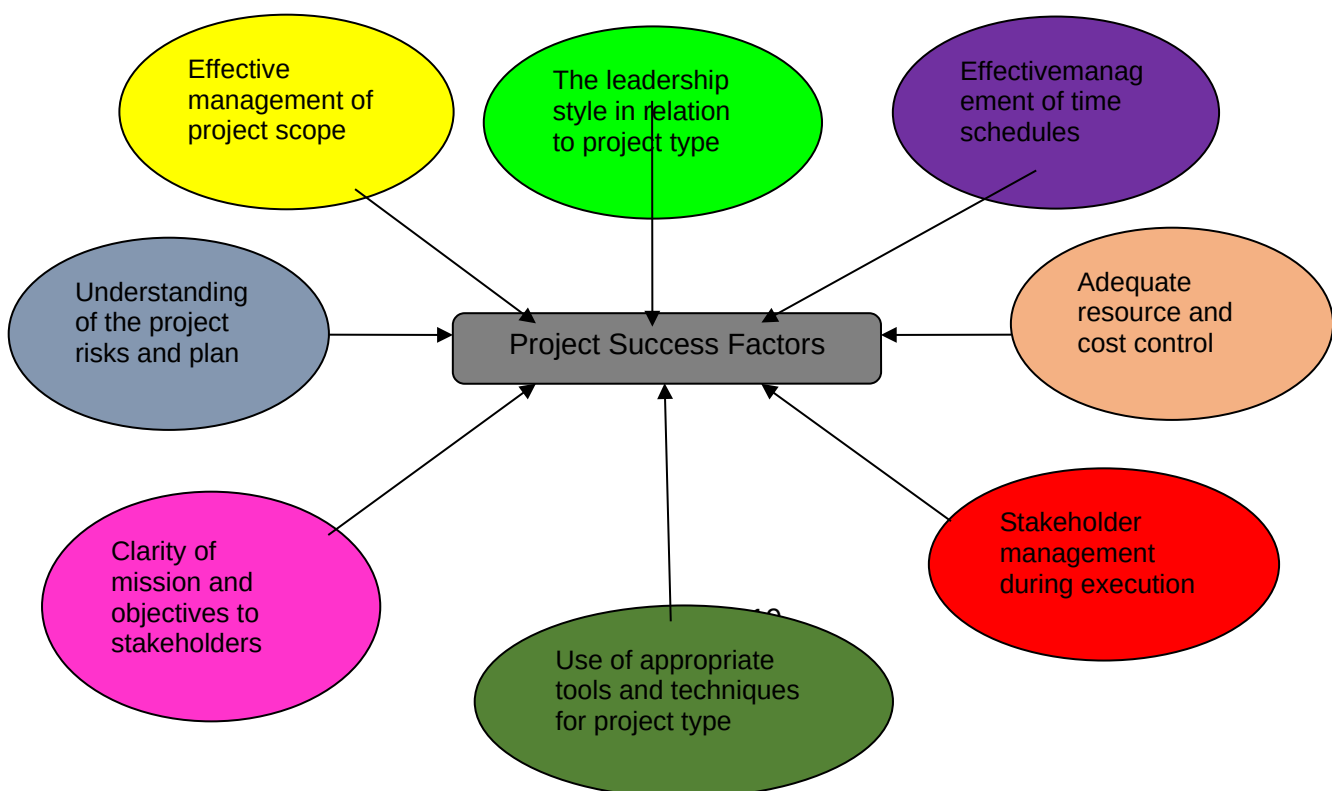 Effective
management of
project scope
The leadership
style in relation
to project type
Effectivemanag
ement of time
schedules
Understanding
of the project
risks and plan
Project Success Factors
Adequate
resource and
cost control
Clarity of
mission and
objectives to
stakeholders
Stakeholder
management
during execution
Use of appropriate
tools and techniques
for project type